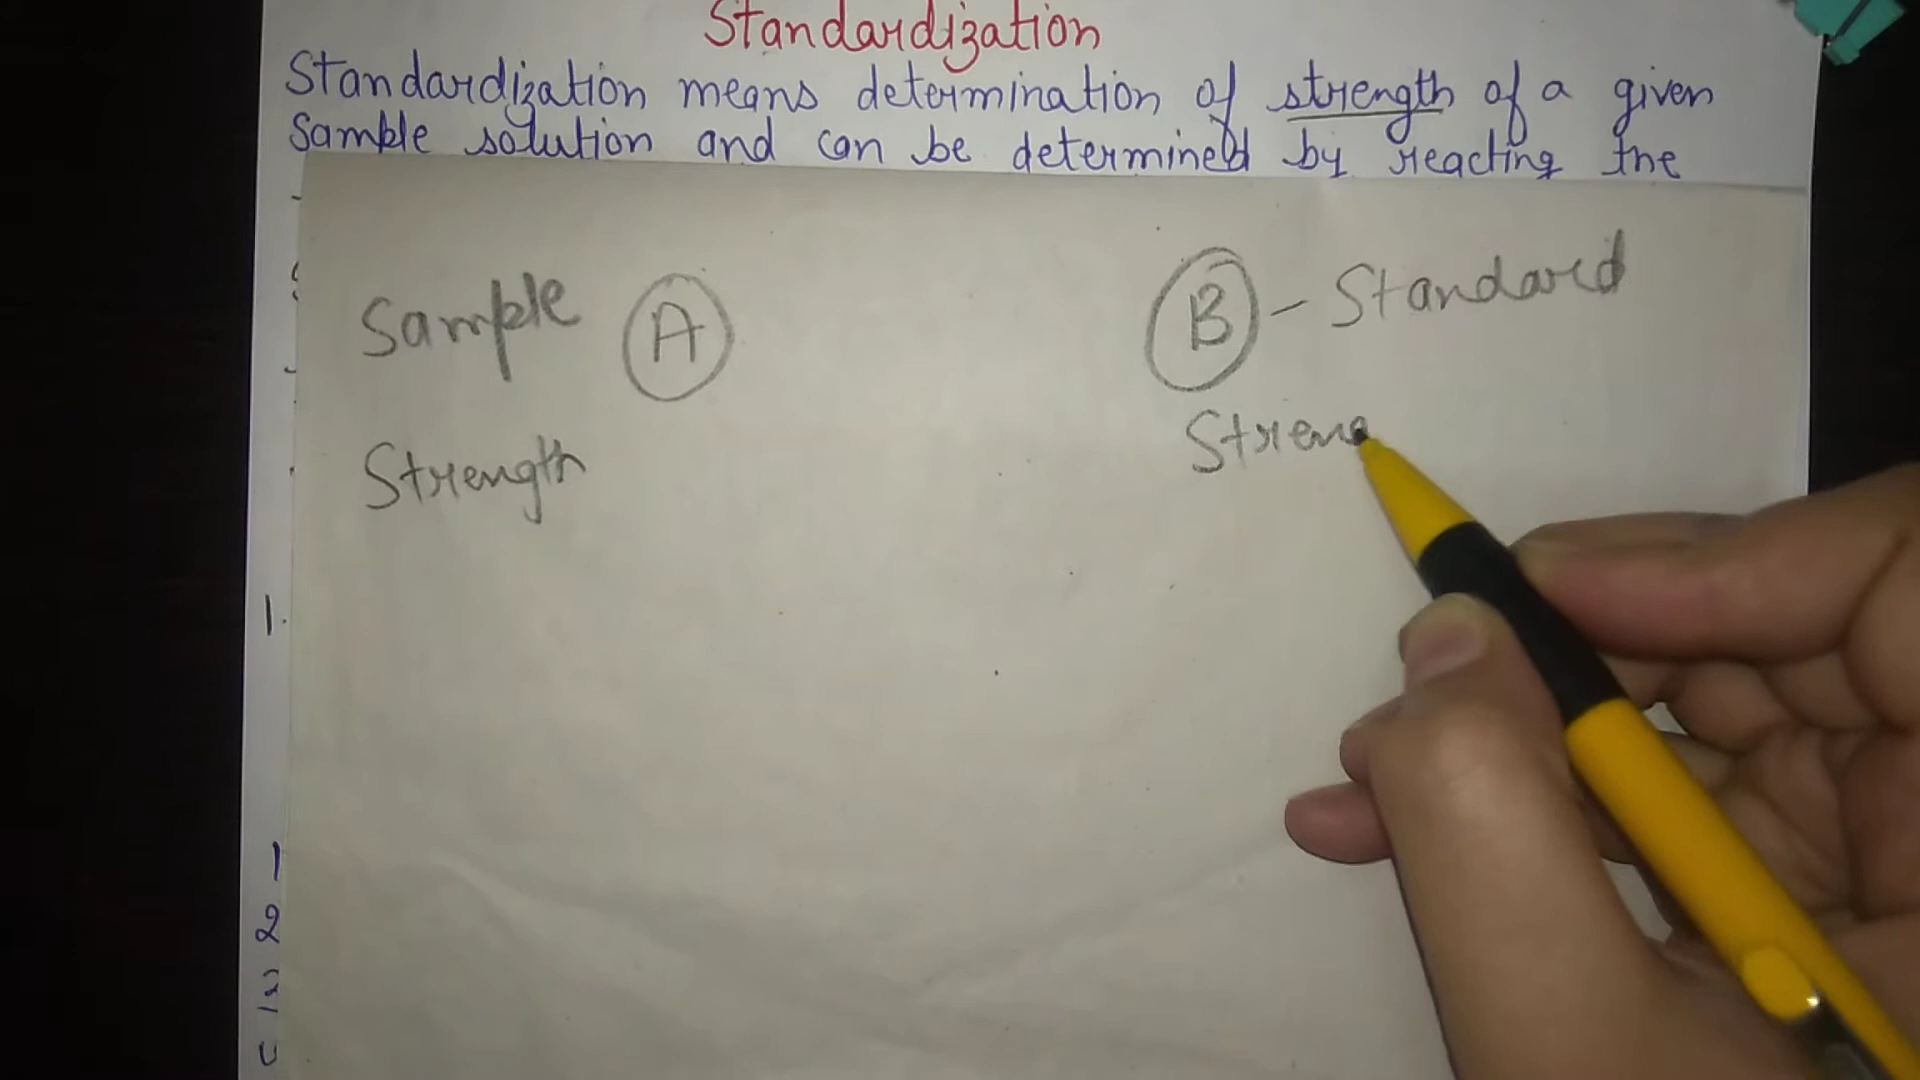 Standardization
Standardization means determination of strength of a given
Sample solution and can be determined by reacting the
Sample A
B - Standard
Strength
Streng
1.